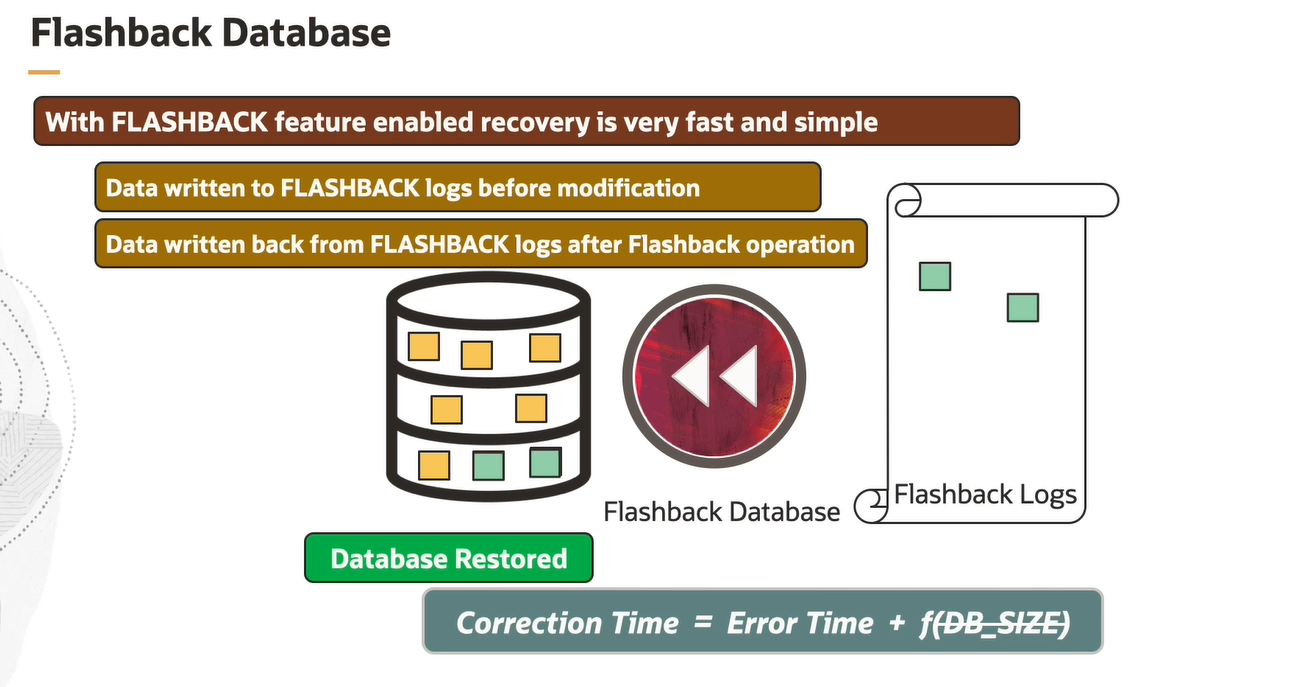 Flashback Database
With FLASHBACK feature enabled recovery is very fast and simple
Data written to FLASHBACK logs before modification
Data written back from FLASHBACK logs after Flashback operation
Flashback Logs
Flashback Database
Database Restored
Correction Time = Error Time + f(DB_SIZE)